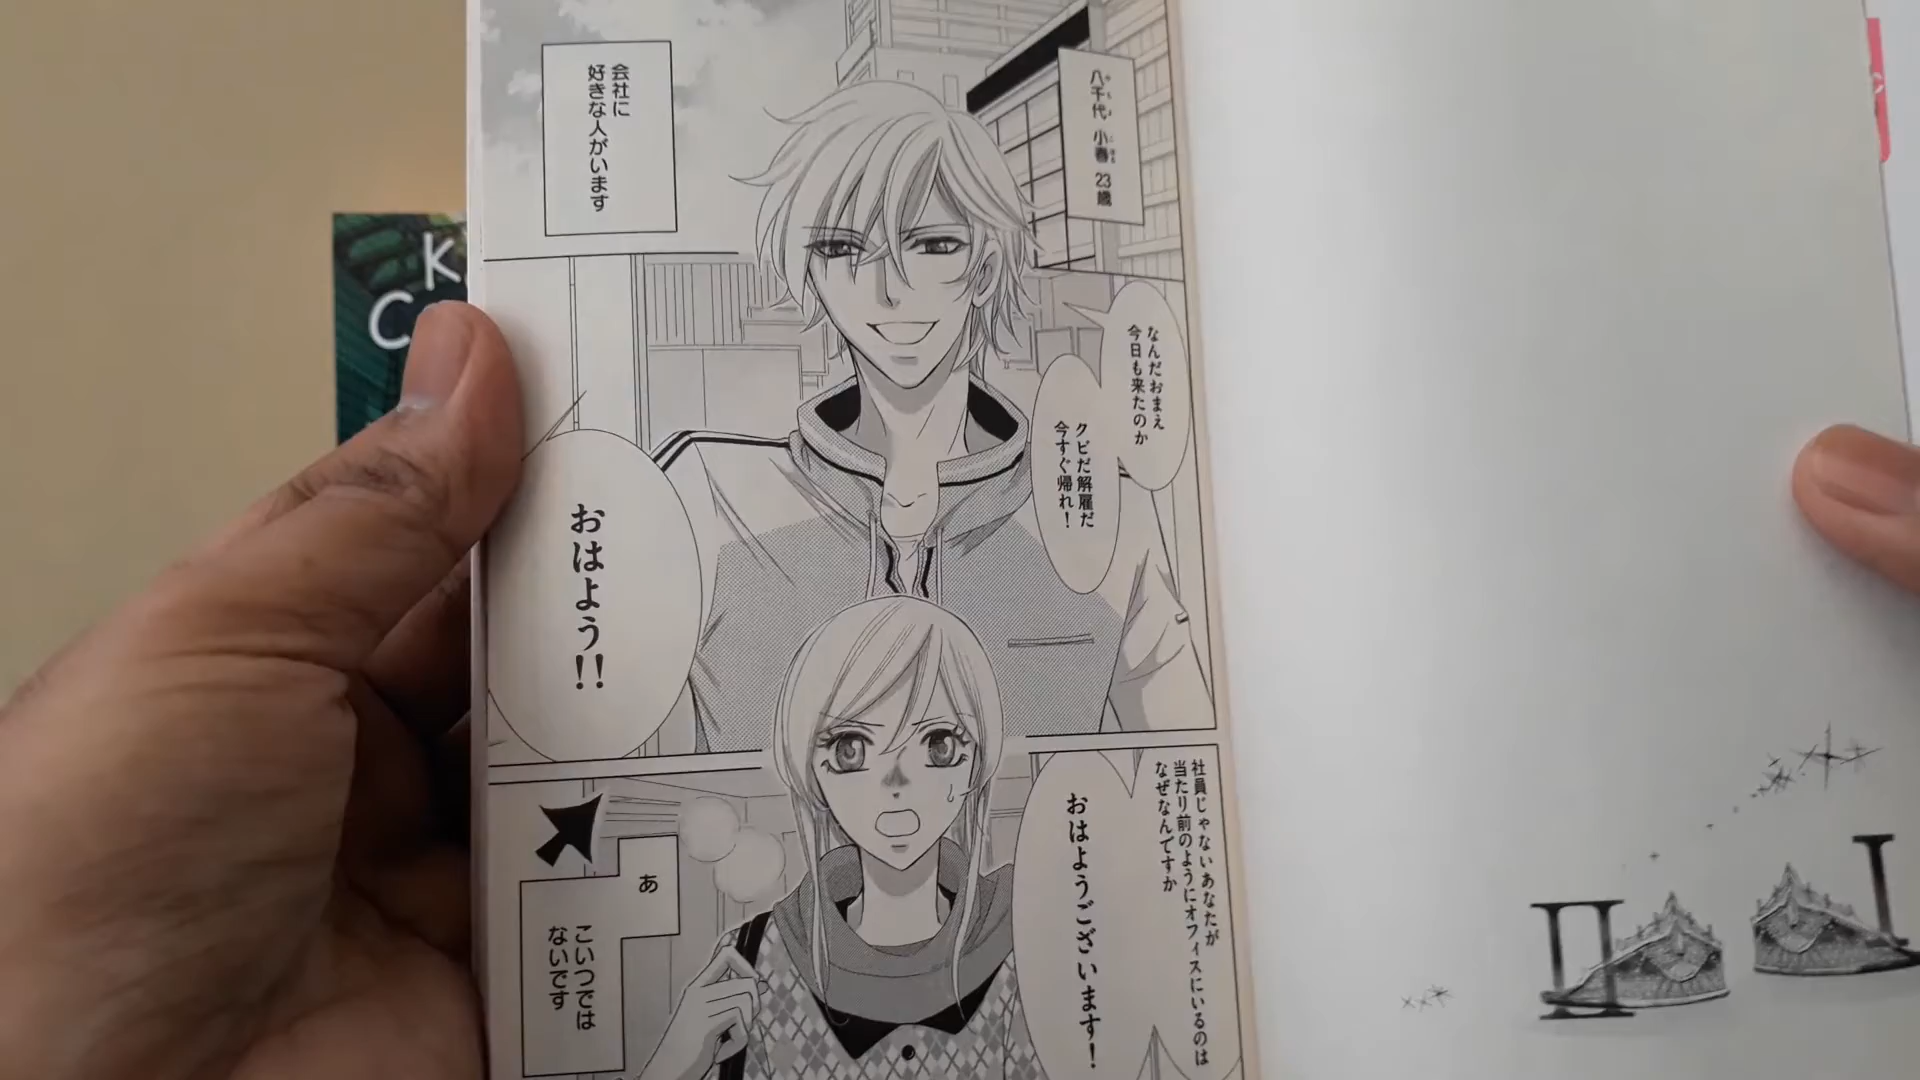 八千代 小春 23歳
会社に
好きな人がいます
なんだおまえ
今日も来たのか
クビだ解雇だ
今すぐ帰れ！
おはよう!!
社員じゃないあなたが
当たり前のようにオフィスにいるのは
なぜなんですか
おはようございます！
あ
こいつでは
ないです
K
C
I
II